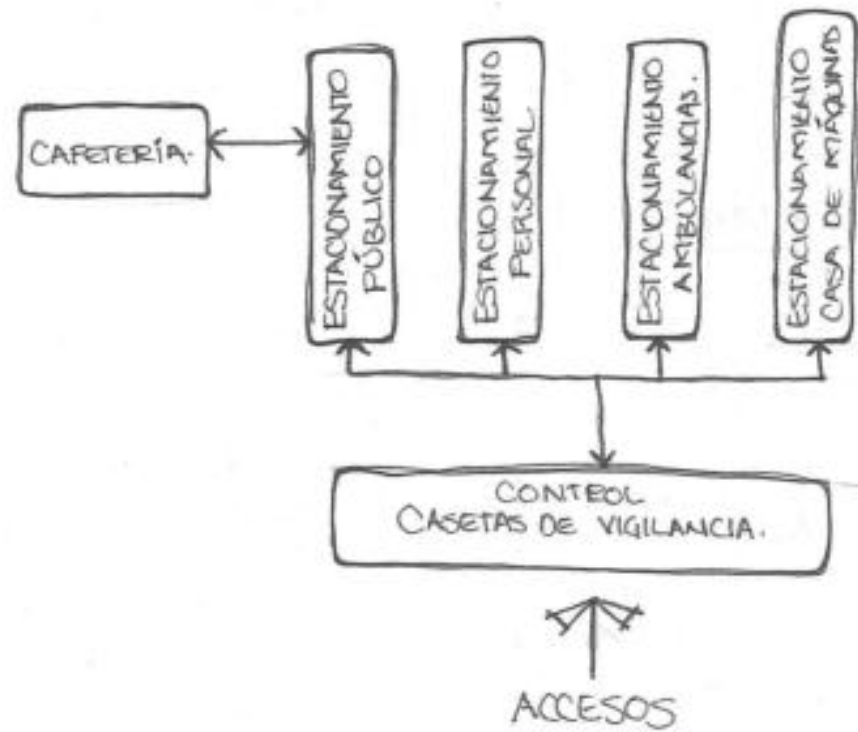 CAFETERÍA.
ESTACIONAMIENTO
PÚBLICO
ESTACIONAMIENTO
PERSONAL.
ESTACIONAMIENTO
AMBULANCIAS.
ESTACIONAMIENTO
CASA DE MÁQUINAS
CONTROL
CASETAS DE VIGILANCIA.
ACCESOS